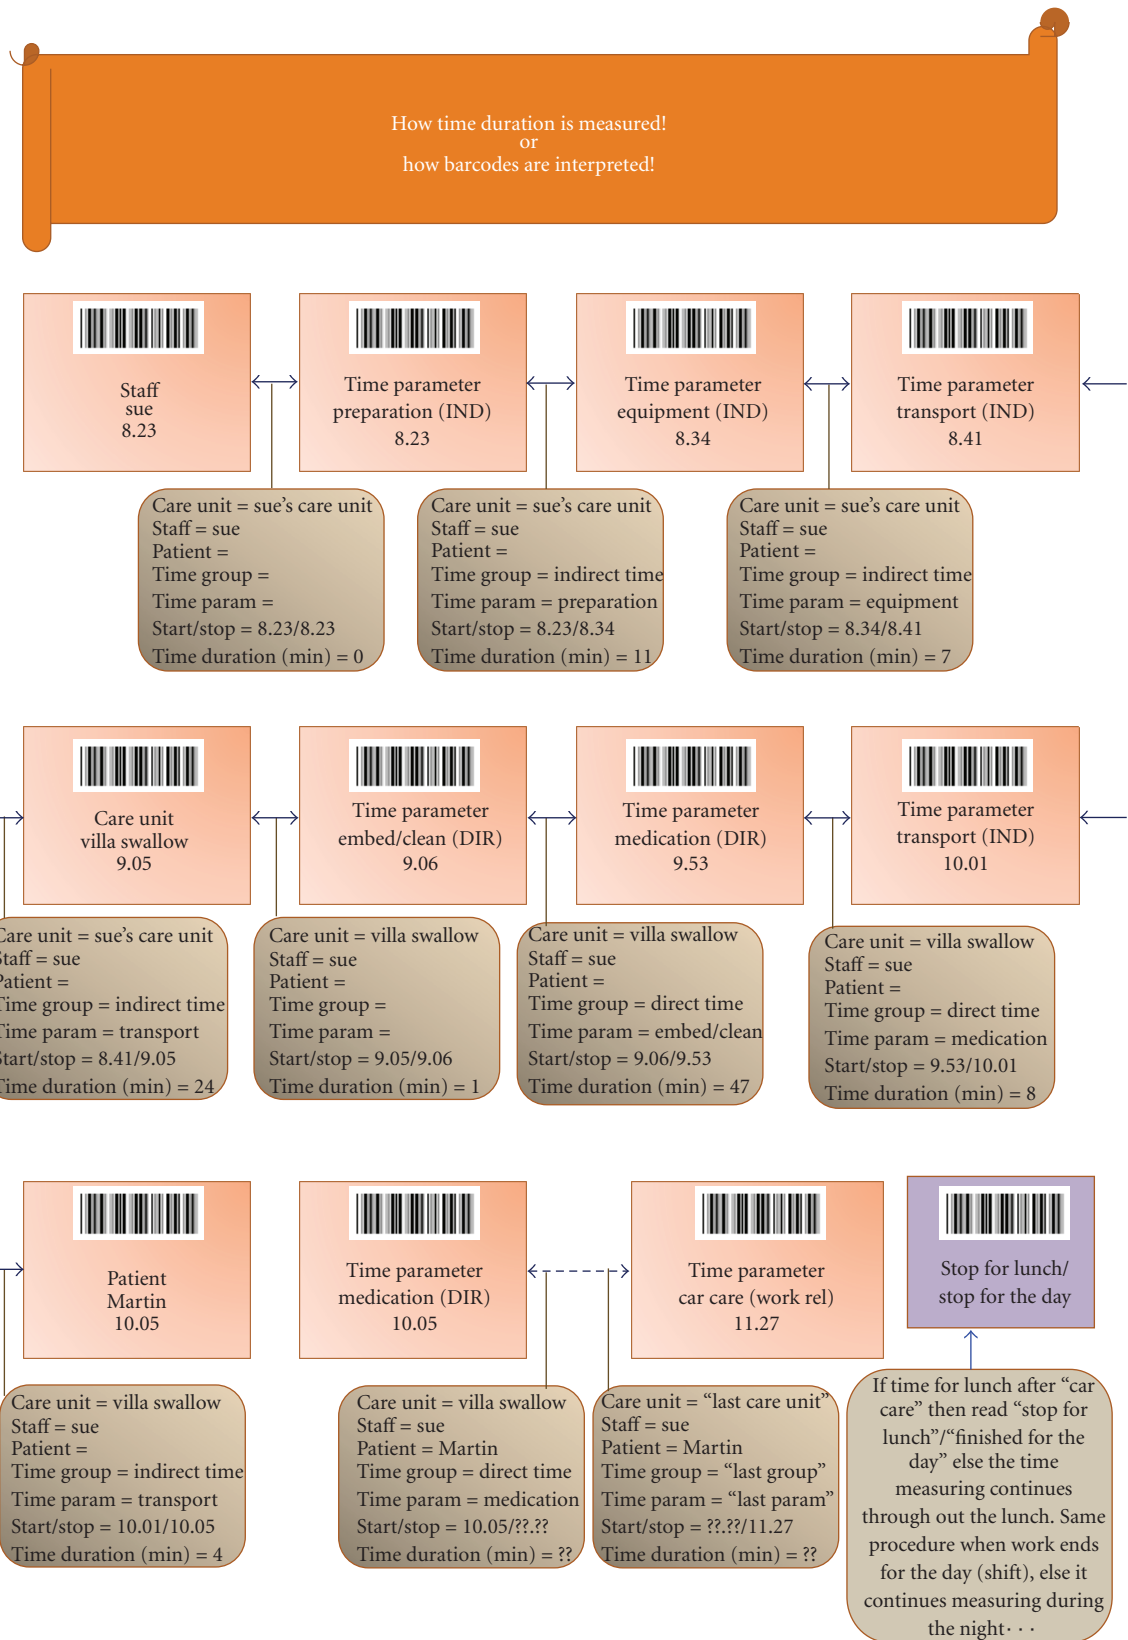 How time duration is measured!
or
how barcodes are interpreted!
Staff
sue
8.23
Time parameter
preparation (IND)
8.23
Time parameter
equipment (IND)
8.34
Time parameter
transport (IND)
8.41
Care unit = sue's care unit
Staff = sue
Patient =
Time group =
Time param =
Start/stop = 8.23/8.23
Time duration (min) = 0
Care unit = sue's care unit
Staff = sue
Patient =
Time group = indirect time
Time param = preparation
Start/stop = 8.23/8.34
Time duration (min) = 11
Care unit = sue's care unit
Staff = sue
Patient =
Time group = indirect time
Time param = equipment
Start/stop = 8.34/8.41
Time duration (min) = 7
Care unit
villa swallow
9.05
Time parameter
embed/clean (DIR)
9.06
Time parameter
medication (DIR)
9.53
Time parameter
transport (IND)
10.01
Care unit = sue's care unit
Staff = sue
Patient =
Time group = indirect time
Time param = transport
Start/stop = 8.41/9.05
Time duration (min) = 24
Care unit = villa swallow
Staff = sue
Patient =
Time group =
Time param =
Start/stop = 9.05/9.06
Time duration (min) = 1
Care unit = villa swallow
Staff = sue
Patient =
Time group = direct time
Time param = embed/clean
Start/stop = 9.06/9.53
Time duration (min) = 47
Care unit = villa swallow
Staff = sue
Patient =
Time group = direct time
Time param = medication
Start/stop = 9.53/10.01
Time duration (min) = 8
Patient
Martin
10.05
Time parameter
medication (DIR)
10.05
Time parameter
car care (work rel)
11.27
Stop for lunch/
stop for the day
Care unit = villa swallow
Staff = sue
Patient =
Time group = indirect time
Time param = transport
Start/stop = 10.01/10.05
Time duration (min) = 4
Care unit = villa swallow
Staff = sue
Patient = Martin
Time group = direct time
Time param = medication
Start/stop = 10.05/??.??
Time duration (min) = ??
Care unit = “last care unit”
Staff = sue
Patient = Martin
Time group = “last group”
Time param = “last param”
Start/stop = ??.??/11.27
Time duration (min) = ??
If time for lunch after “car
care” then read “stop for
lunch”/“finished for the
day” else the time
measuring continues
through out the lunch. Same
procedure when work ends
for the day (shift), else it
continues measuring during
the night· · ·